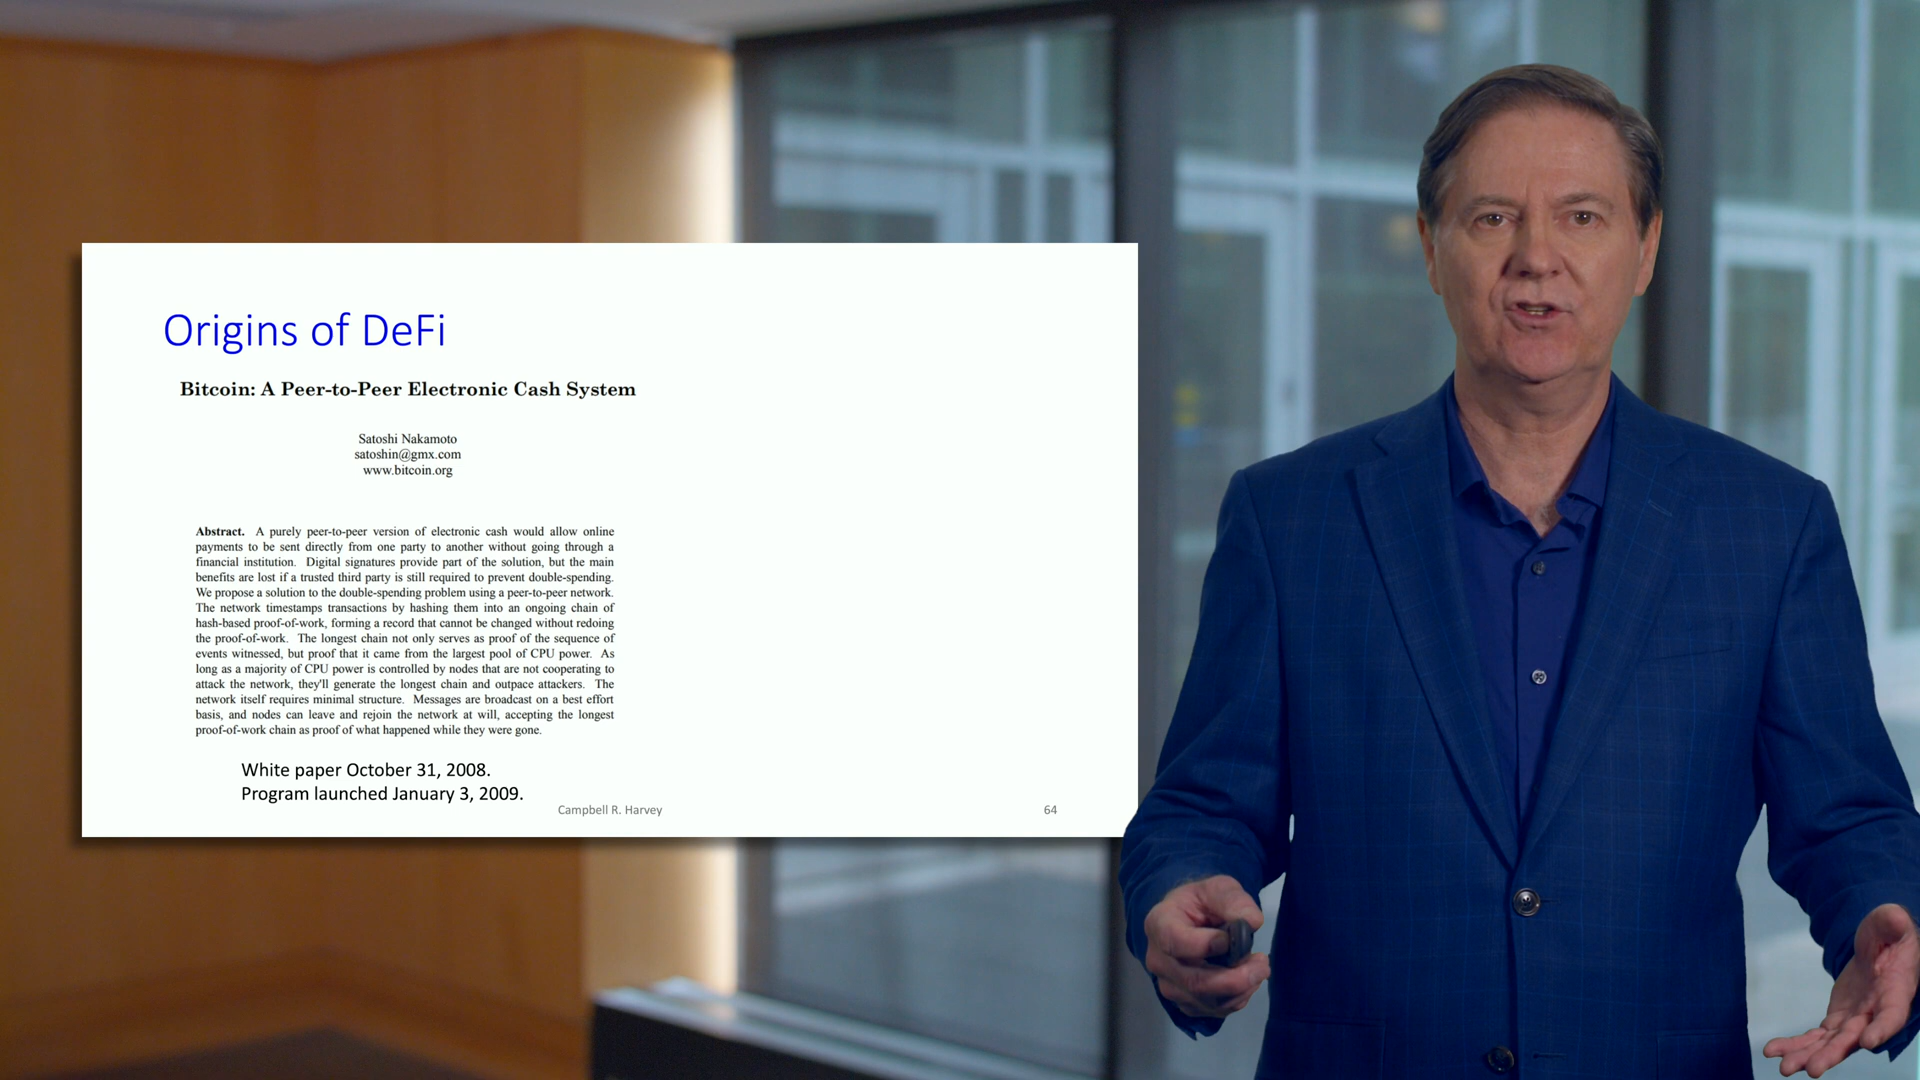 Origins of DeFi
Bitcoin: A Peer-to-Peer Electronic Cash System
Satoshi Nakamoto
satoshin@gmx.com
www.bitcoin.org
Abstract. A purely peer-to-peer version of electronic cash would allow online
payments to be sent directly from one party to another without going through a
financial institution. Digital signatures provide part of the solution, but the main
benefits are lost if a trusted third party is still required to prevent double-spending.
We propose a solution to the double-spending problem using a peer-to-peer network.
The network timestamps transactions by hashing them into an ongoing chain of
hash-based proof-of-work, forming a record that cannot be changed without redoing
the proof-of-work. The longest chain not only serves as proof of the sequence of
events witnessed, but proof that it came from the largest pool of CPU power. As
long as a majority of CPU power is controlled by nodes that are not cooperating to
attack the network, they'll generate the longest chain and outpace attackers. The
network itself requires minimal structure. Messages are broadcast on a best effort
basis, and nodes can leave and rejoin the network at will, accepting the longest
proof-of-work chain as proof of what happened while they were gone.
White paper October 31, 2008.
Program launched January 3, 2009.
Campbell R. Harvey
64